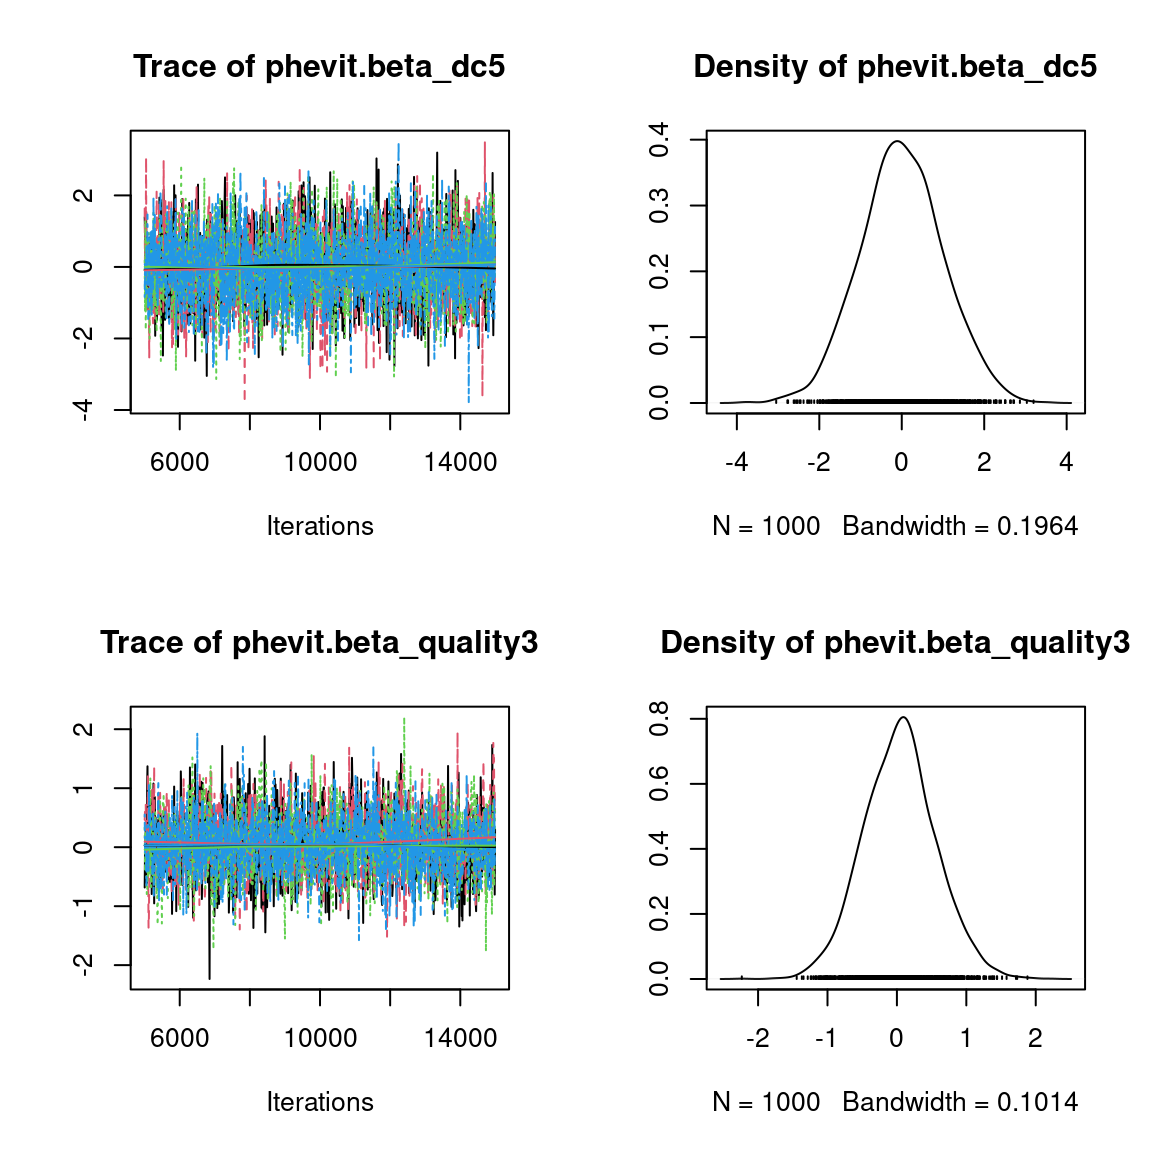 Trace of phevit.beta_dc5
2
0
-2
-4
6000 10000 14000
Iterations
Density of phevit.beta_dc5
0.4
0.3
0.2
0.1
0.0
-4 -2 0 2 4
N = 1000 Bandwidth = 0.1964
Trace of phevit.beta_quality3
2
1
0
-1
-2
6000 10000 14000
Iterations
Density of phevit.beta_quality3
0.8
0.6
0.4
0.2
0.0
-2 -1 0 1 2
N = 1000 Bandwidth = 0.1014